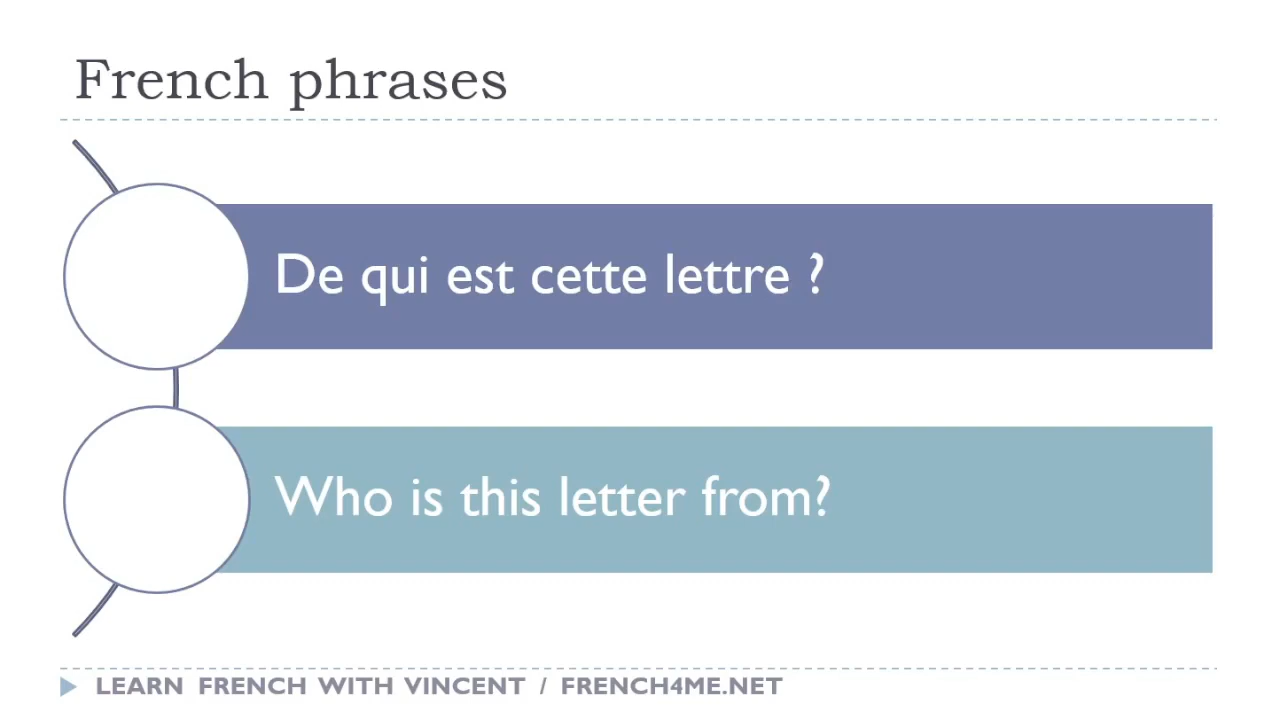 French phrases
De qui est cette lettre ?
Who is this letter from?
LEARN FRENCH WITH VINCENT / FRENCH4ME.NET